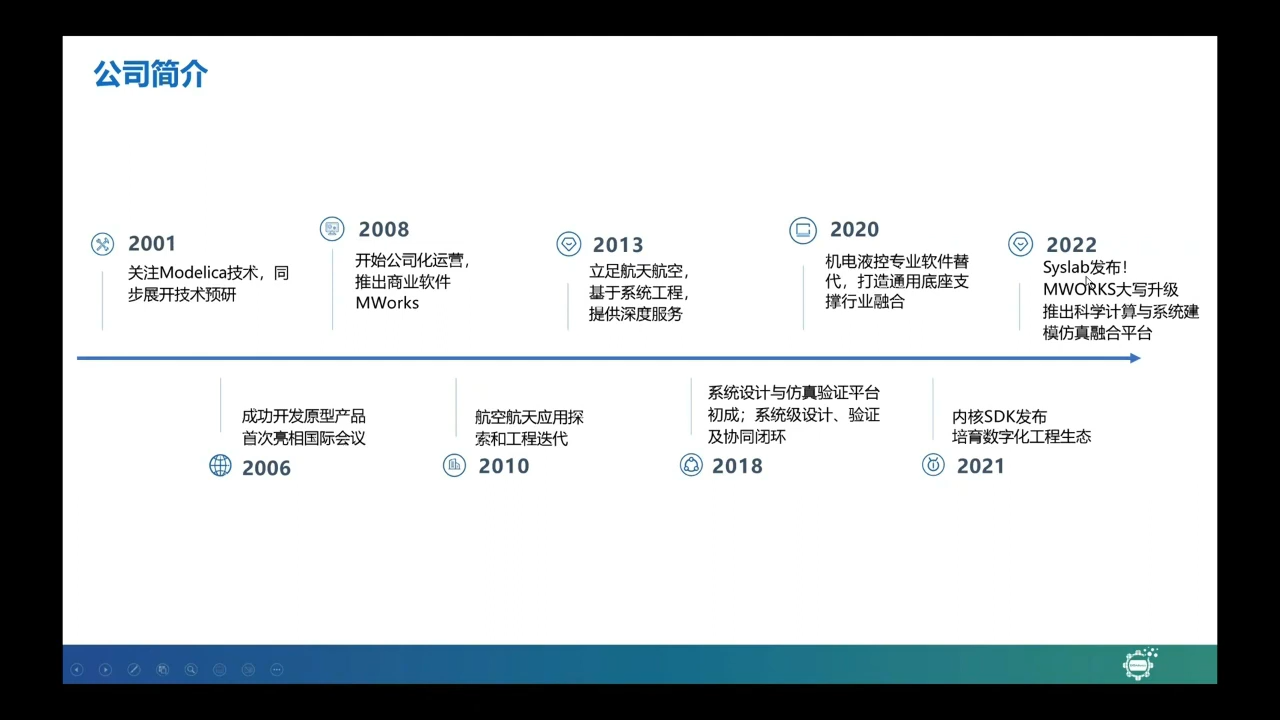 公司简介
2001
关注Modelica技术，同
步展开技术预研
2008
开始公司化运营，
推出商业软件
MWorks
2013
立足航天航空，
基于系统工程，
提供深度服务
2020
机电液控专业软件替
代，打造通用底座支
撑行业融合
2022
Syslab发布！
MWORKS大写升级
推出科学计算与系统建
模仿真融合平台
成功开发原型产品
首次亮相国际会议
2006
航空航天应用探
索和工程迭代
2010
系统设计与仿真验证平台
初成；系统级设计、验证
及协同闭环
2018
内核SDK发布
培育数字化工程生态
2021